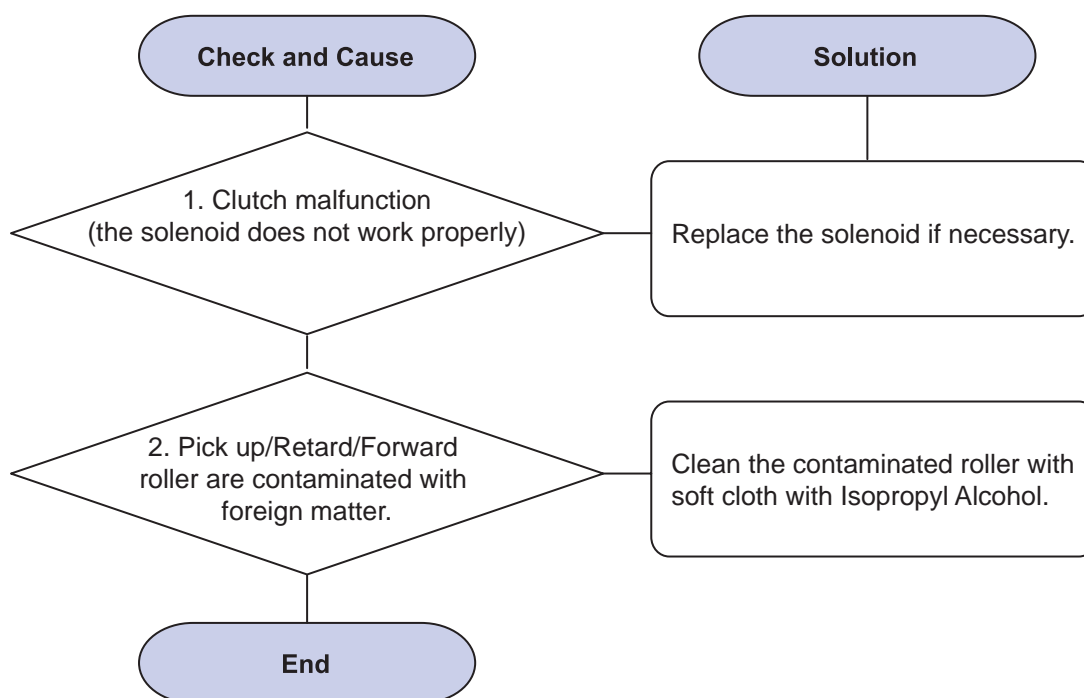 Check and Cause
Solution
1. Clutch malfunction
(the solenoid does not work properly)
Replace the solenoid if necessary.
2. Pick up/Retard/Forward
roller are contaminated with
foreign matter.
Clean the contaminated roller with
soft cloth with Isopropyl Alcohol.
End